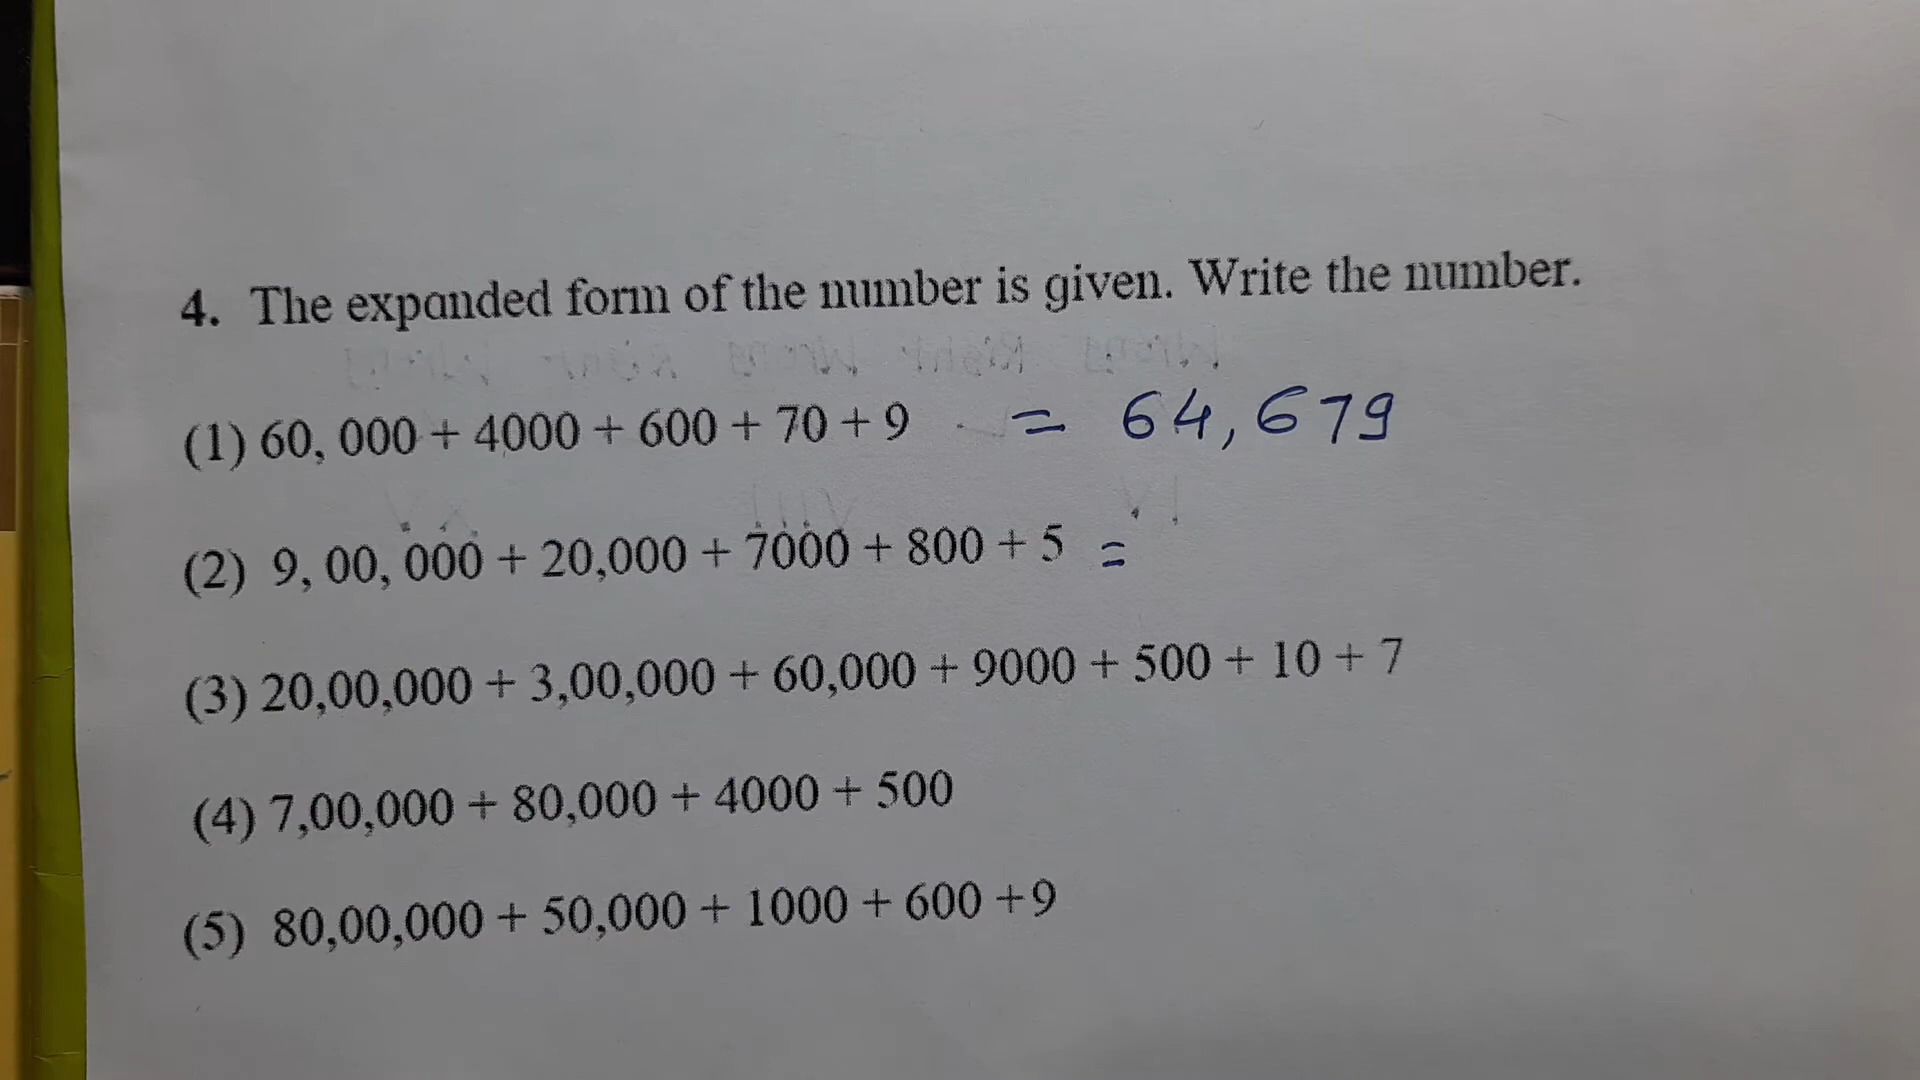 4. The expanded form of the number is given. Write the number.
(1) 60, 000 + 4000 + 600 + 70 + 9 = 64,679
(2) 9, 00, 000 + 20,000 + 7000 + 800 + 5 =
(3) 20,00,000 + 3,00,000 + 60,000 + 9000 + 500 + 10 + 7
(4) 7,00,000 + 80,000 + 4000 + 500
(5) 80,00,000 + 50,000 + 1000 + 600 +9